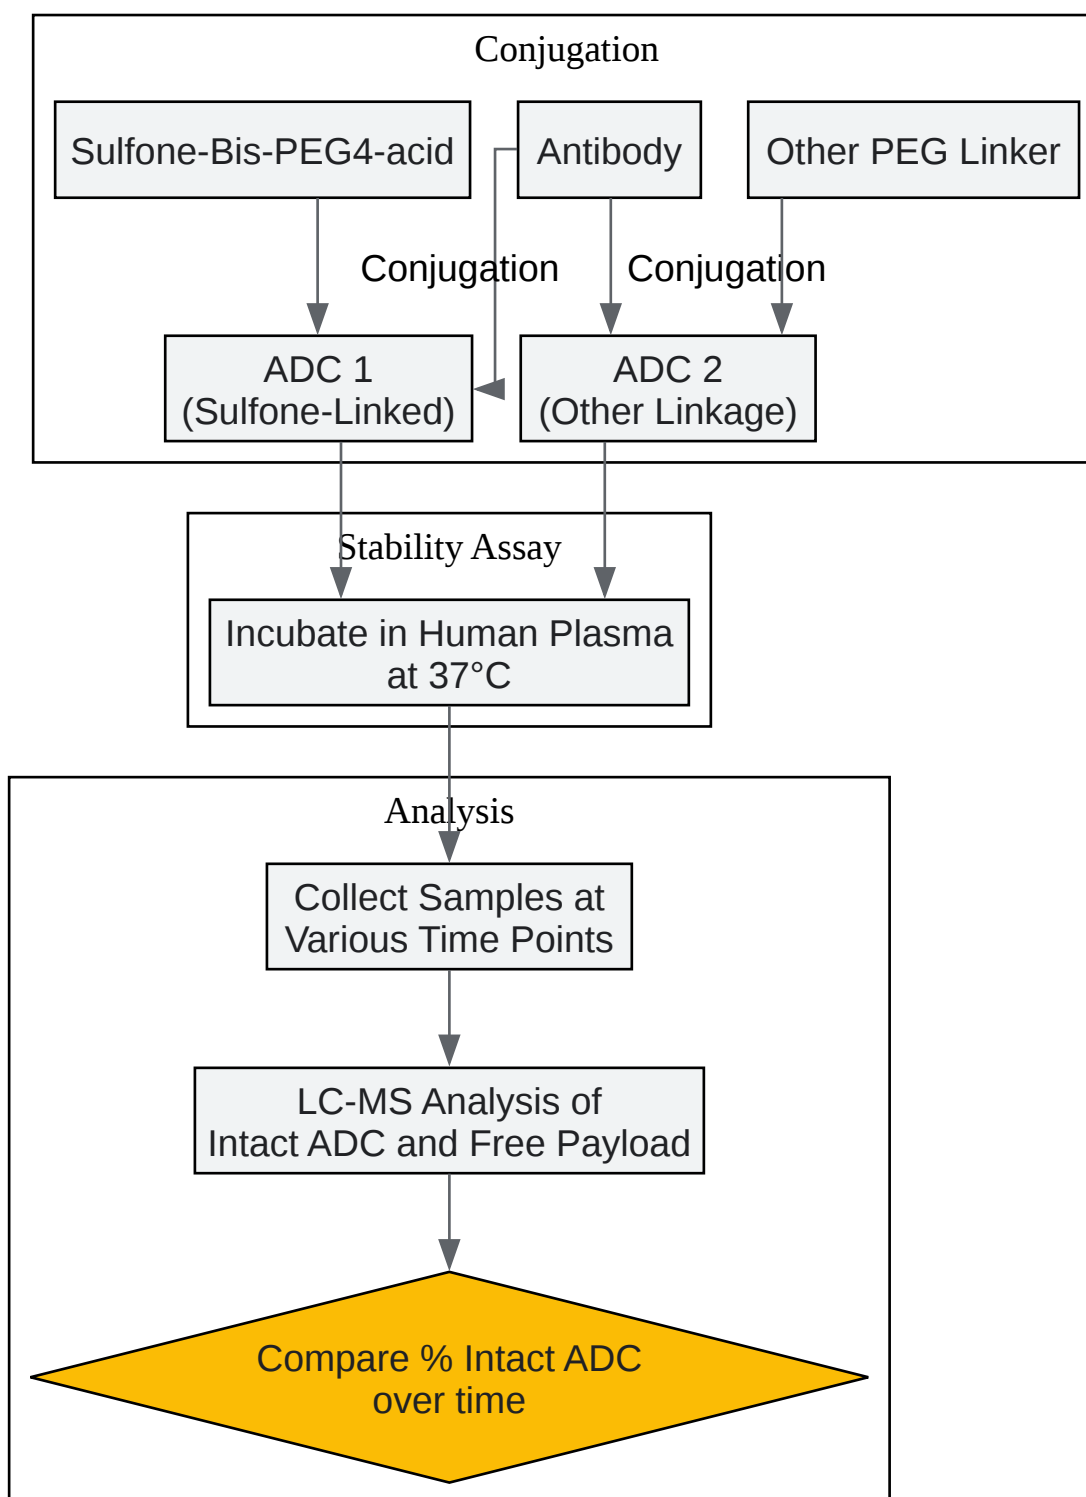 Conjugation
Sulfone-Bis-PEG4-acid
Antibody
Other PEG Linker
Conjugation
Conjugation
ADC 1
(Sulfone-Linked)
ADC 2
(Other Linkage)
Stability Assay
Incubate in Human Plasma
at 37°C
Analysis
Collect Samples at
Various Time Points
LC-MS Analysis of
Intact ADC and Free Payload
Compare % Intact ADC
over time